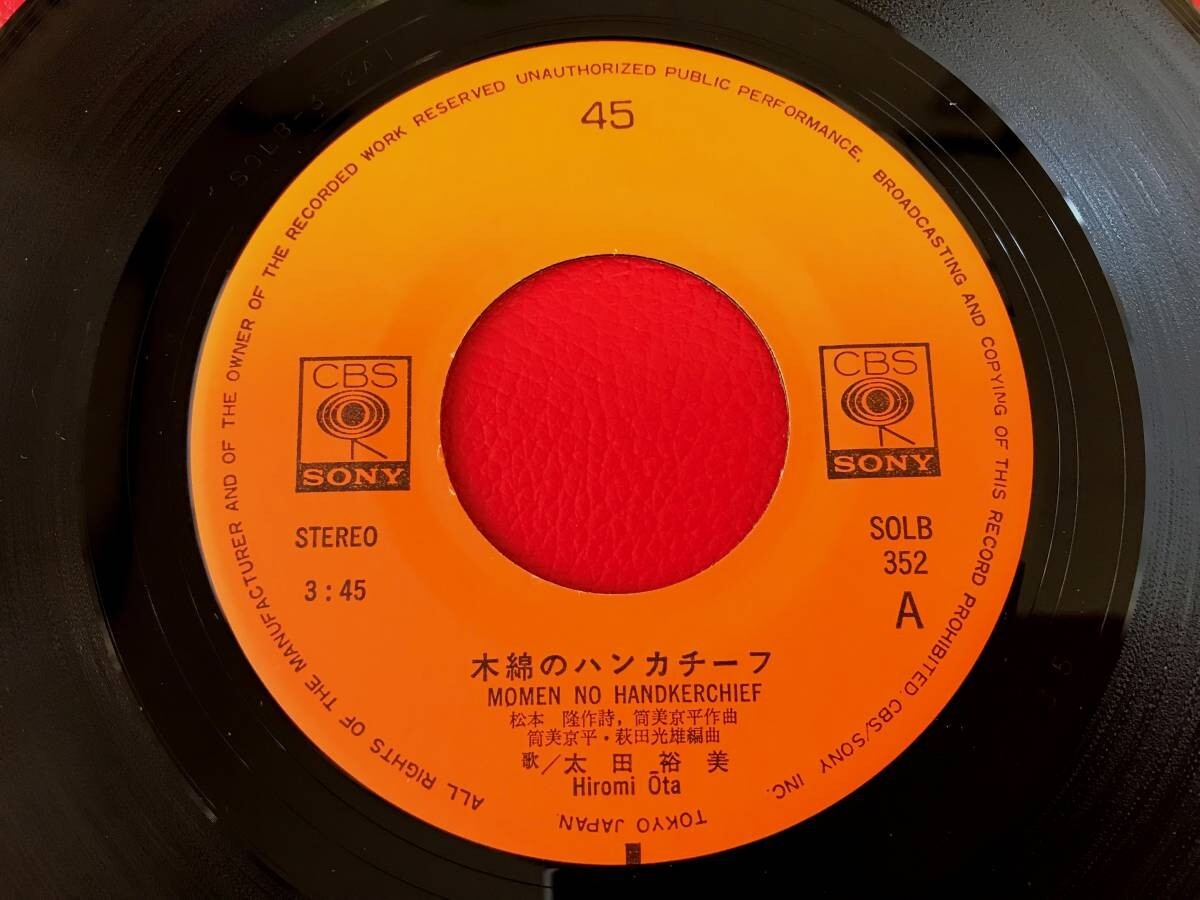 45
ALL RIGHTS OF THE MANUFACTURER AND OF THE OWNER OF THE RECORDED WORK RESERVED UNAUTHORIZED PUBLIC PERFORMANCE, BROADCASTING AND COPYING OF THIS RECORD PROHIBITED. CBS/SONY INC.
TOKYO JAPAN.
CBS
SONY
CBS
SONY
STEREO
3:45
SOLB
352
A
木綿のハンカチーフ
MOMEN NO HANDKERCHIEF
松本 隆作詩, 筒美京平作曲
筒美京平・萩田光雄編曲
歌/太田裕美
Hiromi Ōta